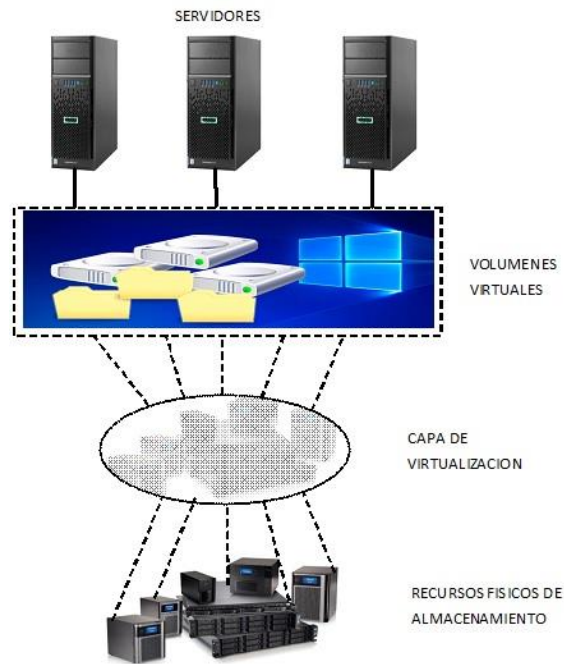 SERVIDORES
VOLUMENES
VIRTUALES
CAPA DE
VIRTUALIZACION
RECURSOS FISICOS DE
ALMACENAMIENTO